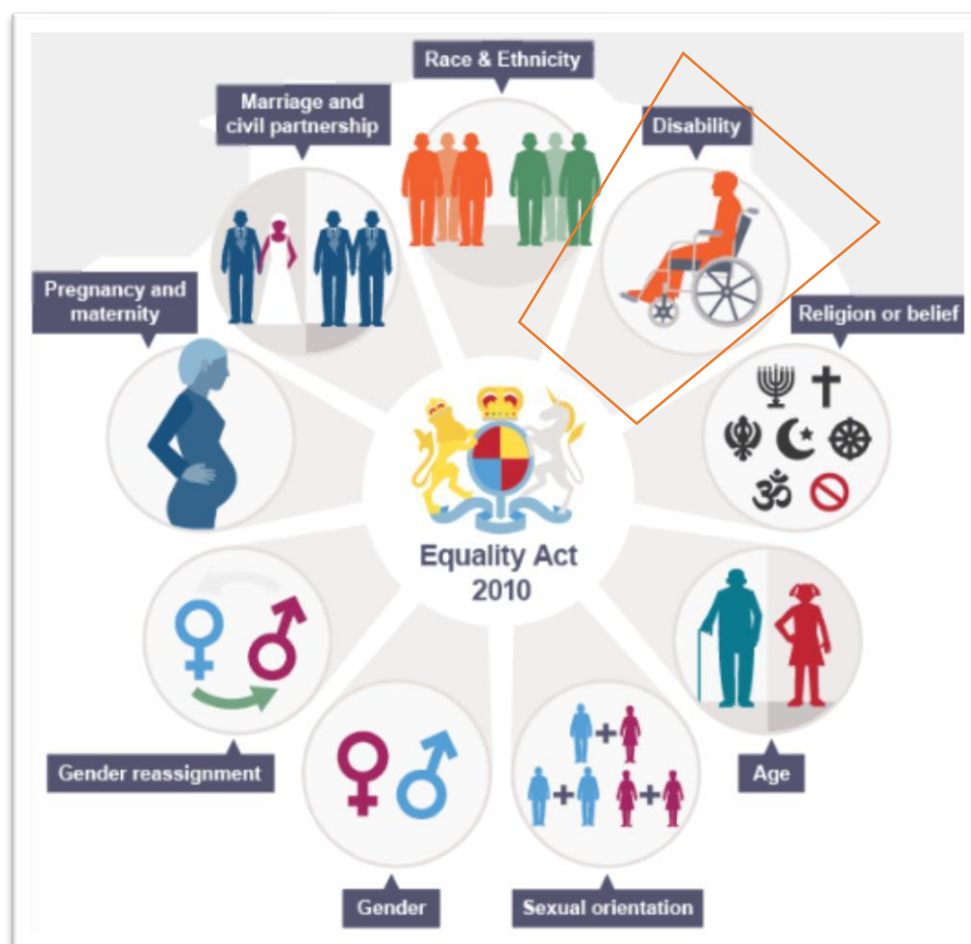 Race & Ethnicity
Marriage and
civil partnership
Disability
Pregnancy and
maternity
Religion or belief
Equality Act
2010
Gender reassignment
Age
Gender
Sexual orientation